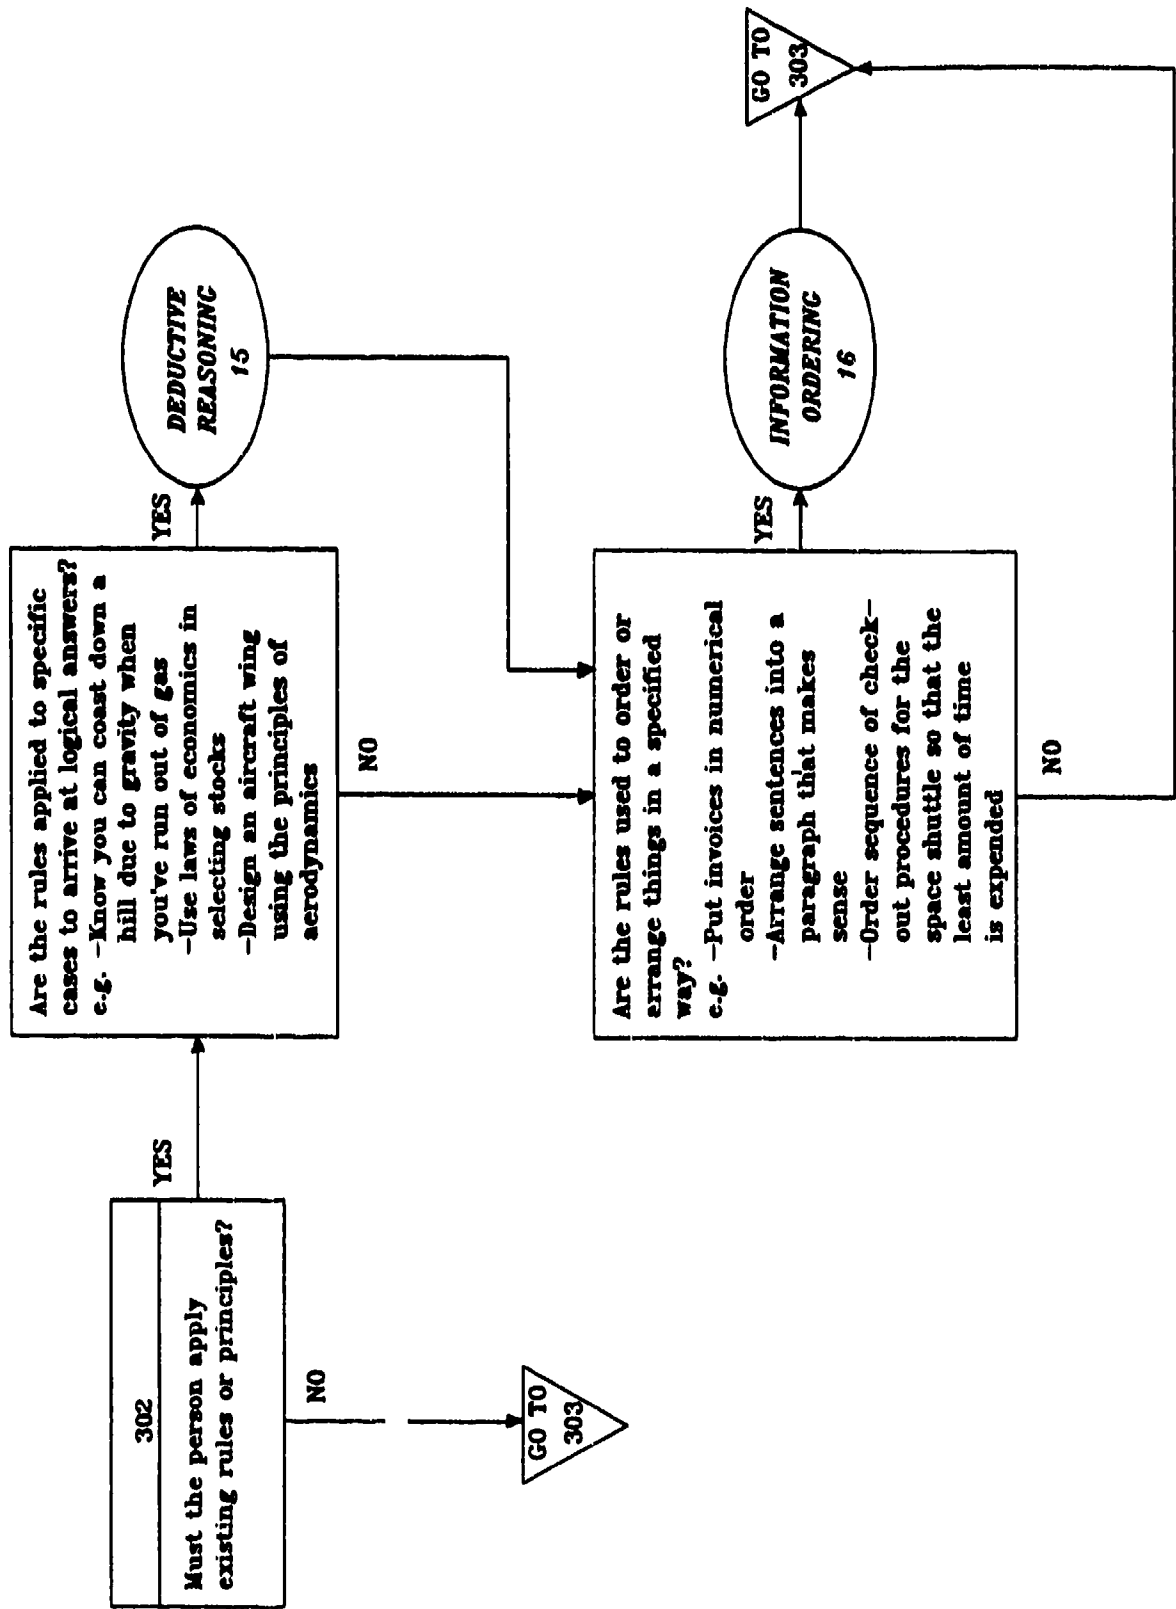 302
Must the person apply
existing rules or principles?
YES
NO
GO TO
303
Are the rules applied to specific
cases to arrive at logical answers?
e.g. -Know you can coast down a
hill due to gravity when
you've run out of gas
-Use laws of economics in
selecting stocks
-Design an aircraft wing
using the principles of
aerodynamics
YES
NO
DEDUCTIVE
REASONING
15
Are the rules used to order or
arrange things in a specified
way?
e.g. -Put invoices in numerical
order
-Arrange sentences into a
paragraph that makes
sense
-Order sequence of check-
out procedures for the
space shuttle so that the
least amount of time
is expended
YES
NO
INFORMATION
ORDERING
16
GO TO
303